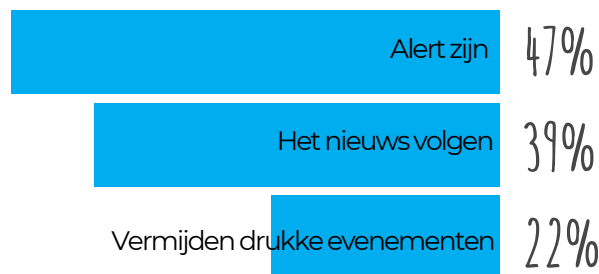 Alert zijn 47%
Het nieuws volgen 39%
Vermijden drukke evenementen 22%